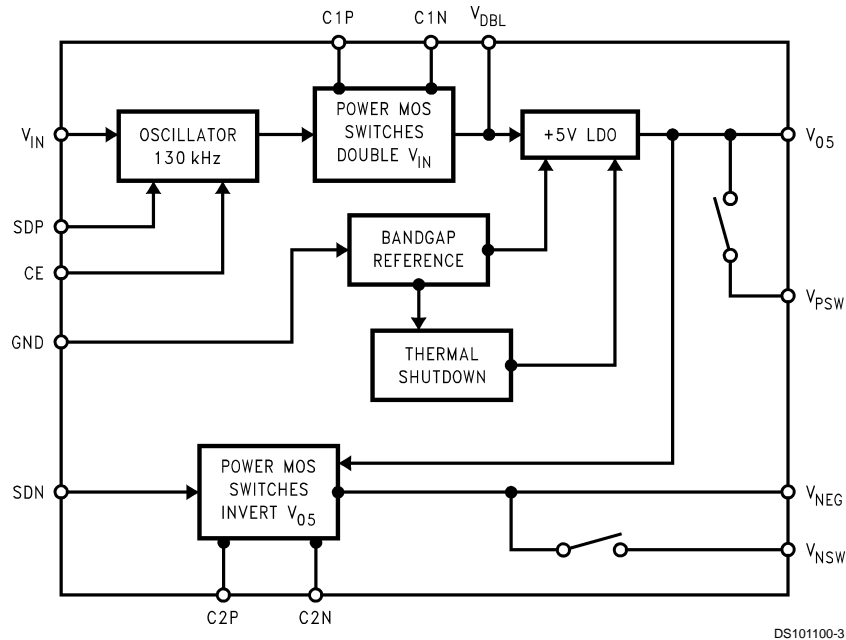 C1P C1N VDBL
VIN
OSCILLATOR
130 kHz
POWER MOS
SWITCHES
DOUBLE VIN
+5V LDO
V05
SDP
CE
BANDGAP
REFERENCE
VPSW
GND
THERMAL
SHUTDOWN
SDN
POWER MOS
SWITCHES
INVERT V05
VNEG
VNSW
C2P C2N
DS101100-3